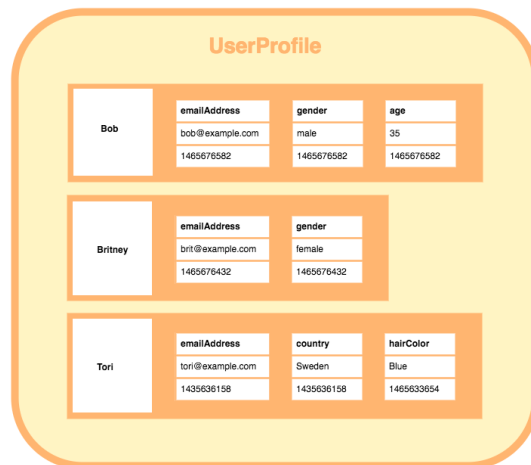 UserProfile
Bob
emailAddress gender age
bob@example.com male 35
1465676582 1465676582 1465676582
Britney
emailAddress gender
brit@example.com female
1465676432 1465676432
Tori
emailAddress country hairColor
tori@example.com Sweden Blue
1435636158 1435636158 1465633654